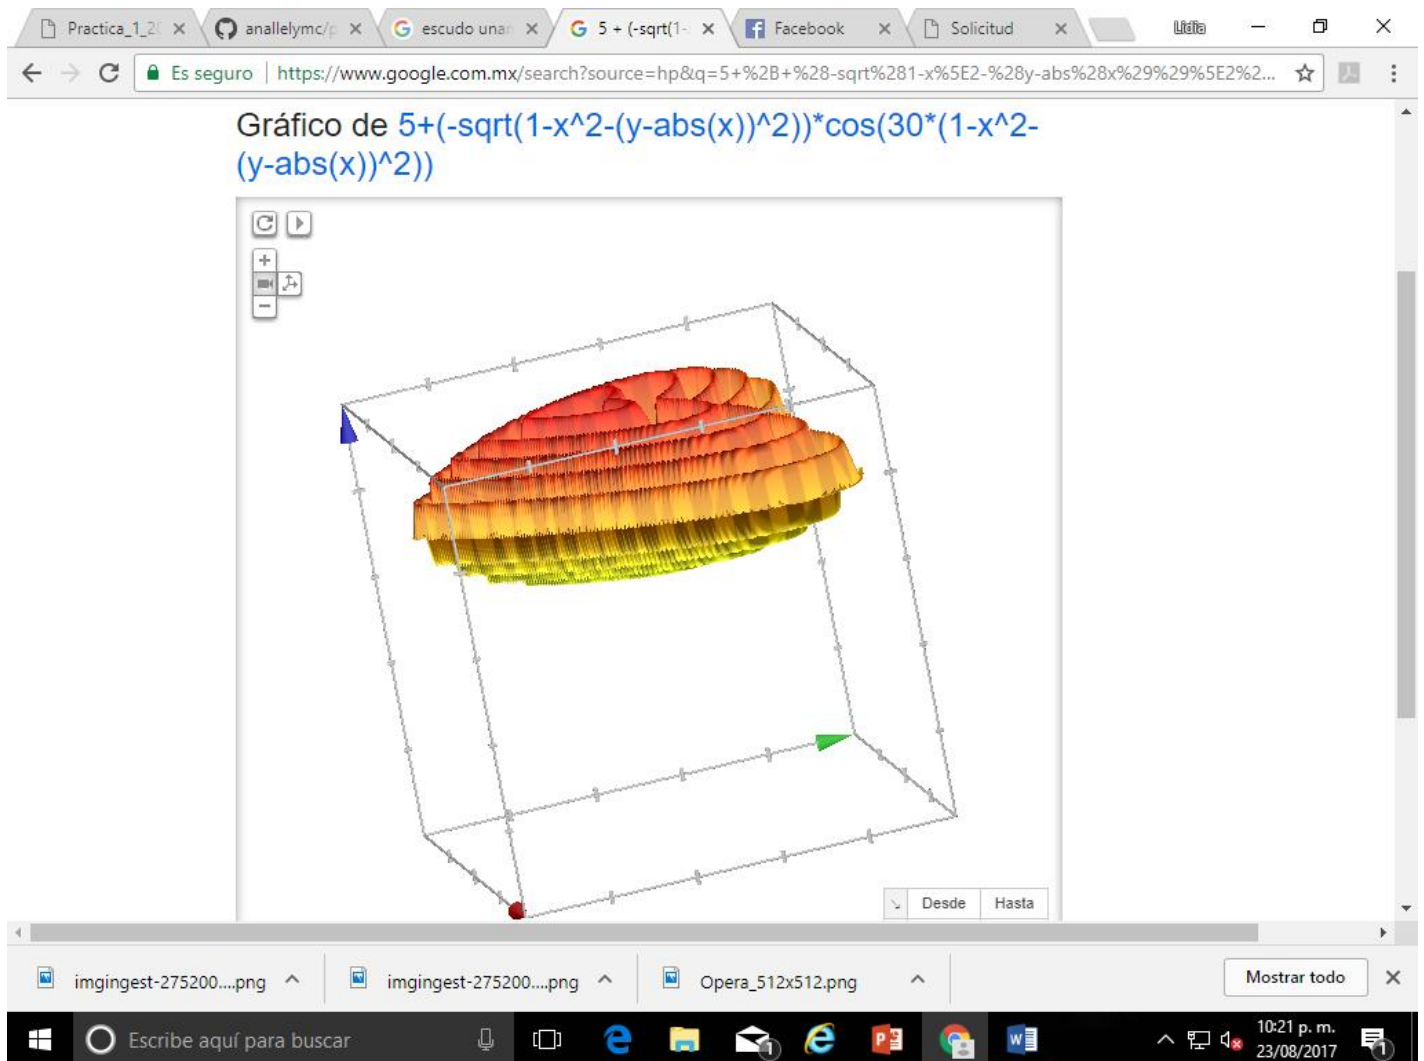 Practica_1_2
anallelymc/p
escudo unan
5 + (-sqrt(1-
Facebook
Solicitud
Lidia
Es seguro | https://www.google.com.mx/search?source=hp&q=5+%2B+%28-sqrt%281-x%5E2-%28y-abs%28x%29%29%5E2%2...
Gráfico de 5+(-sqrt(1-x^2-(y-abs(x))^2))*cos(30*(1-x^2-
(y-abs(x))^2))
Desde Hasta
imgingest-275200....png
imgingest-275200....png
Opera_512x512.png
Mostrar todo
Escribe aquí para buscar
10:21 p. m.
23/08/2017